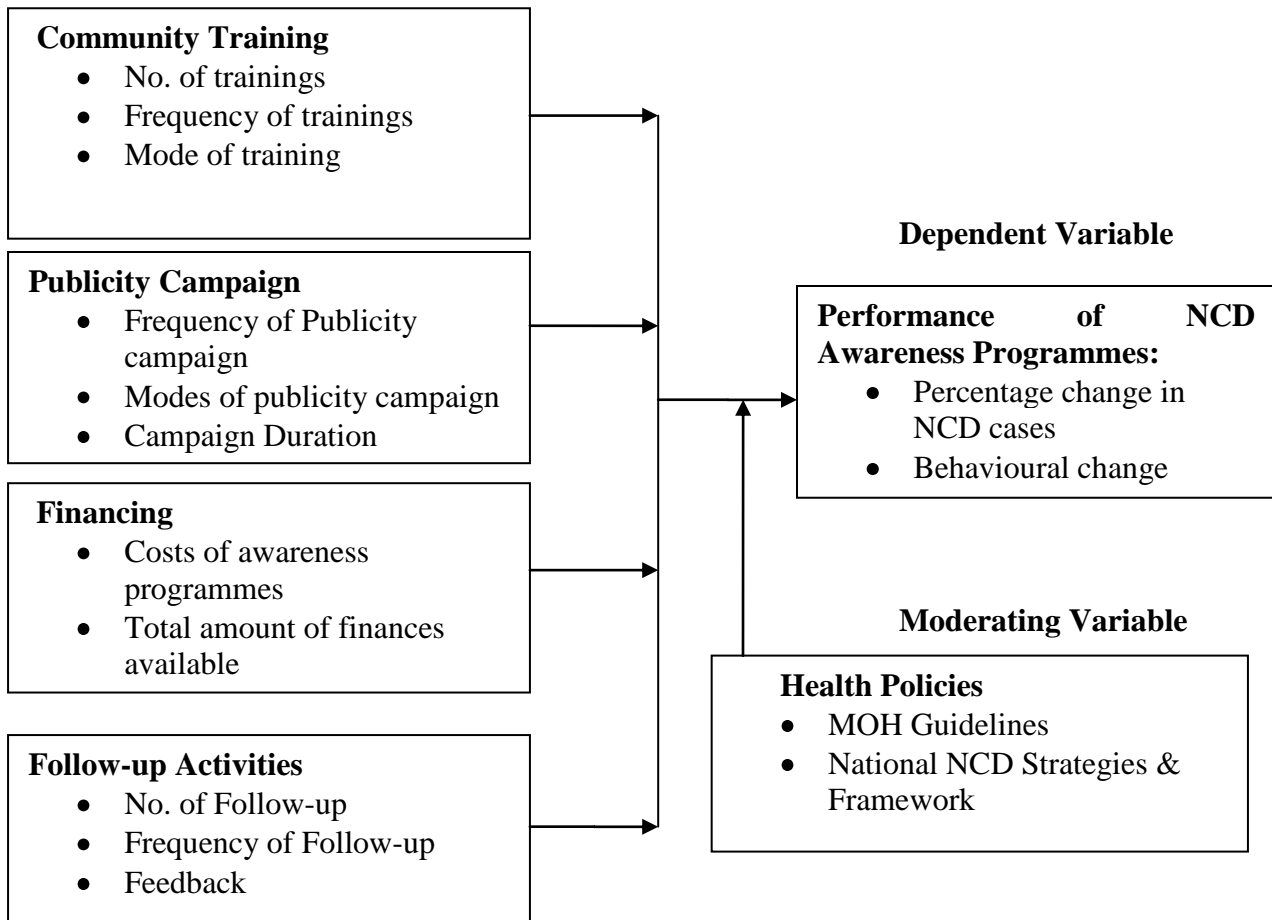 Community Training
• No. of trainings
• Frequency of trainings
• Mode of training
Publicity Campaign
• Frequency of Publicity
campaign
• Modes of publicity campaign
• Campaign Duration
Financing
• Costs of awareness
programmes
• Total amount of finances
available
Follow-up Activities
• No. of Follow-up
• Frequency of Follow-up
• Feedback
Dependent Variable
Performance of NCD
Awareness Programmes:
• Percentage change in
NCD cases
• Behavioural change
Moderating Variable
Health Policies
• MOH Guidelines
• National NCD Strategies &
Framework